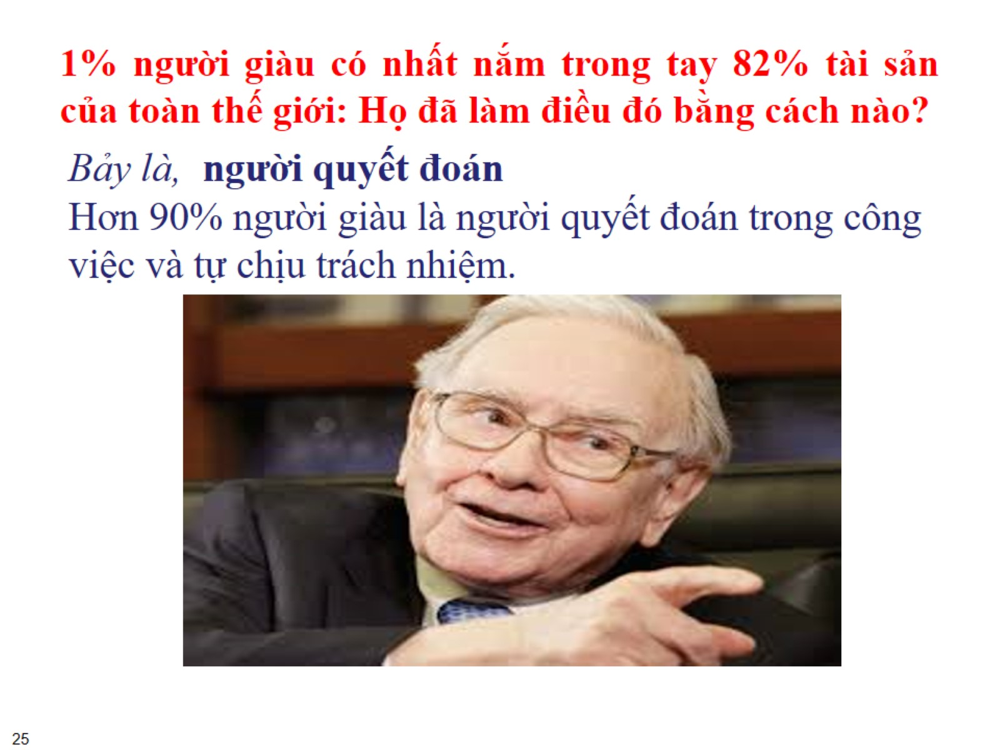 1% người giàu có nhất nắm trong tay 82% tài sản
của toàn thế giới: Họ đã làm điều đó bằng cách nào?
Bảy là, người quyết đoán
Hơn 90% người giàu là người quyết đoán trong công
việc và tự chịu trách nhiệm.
25